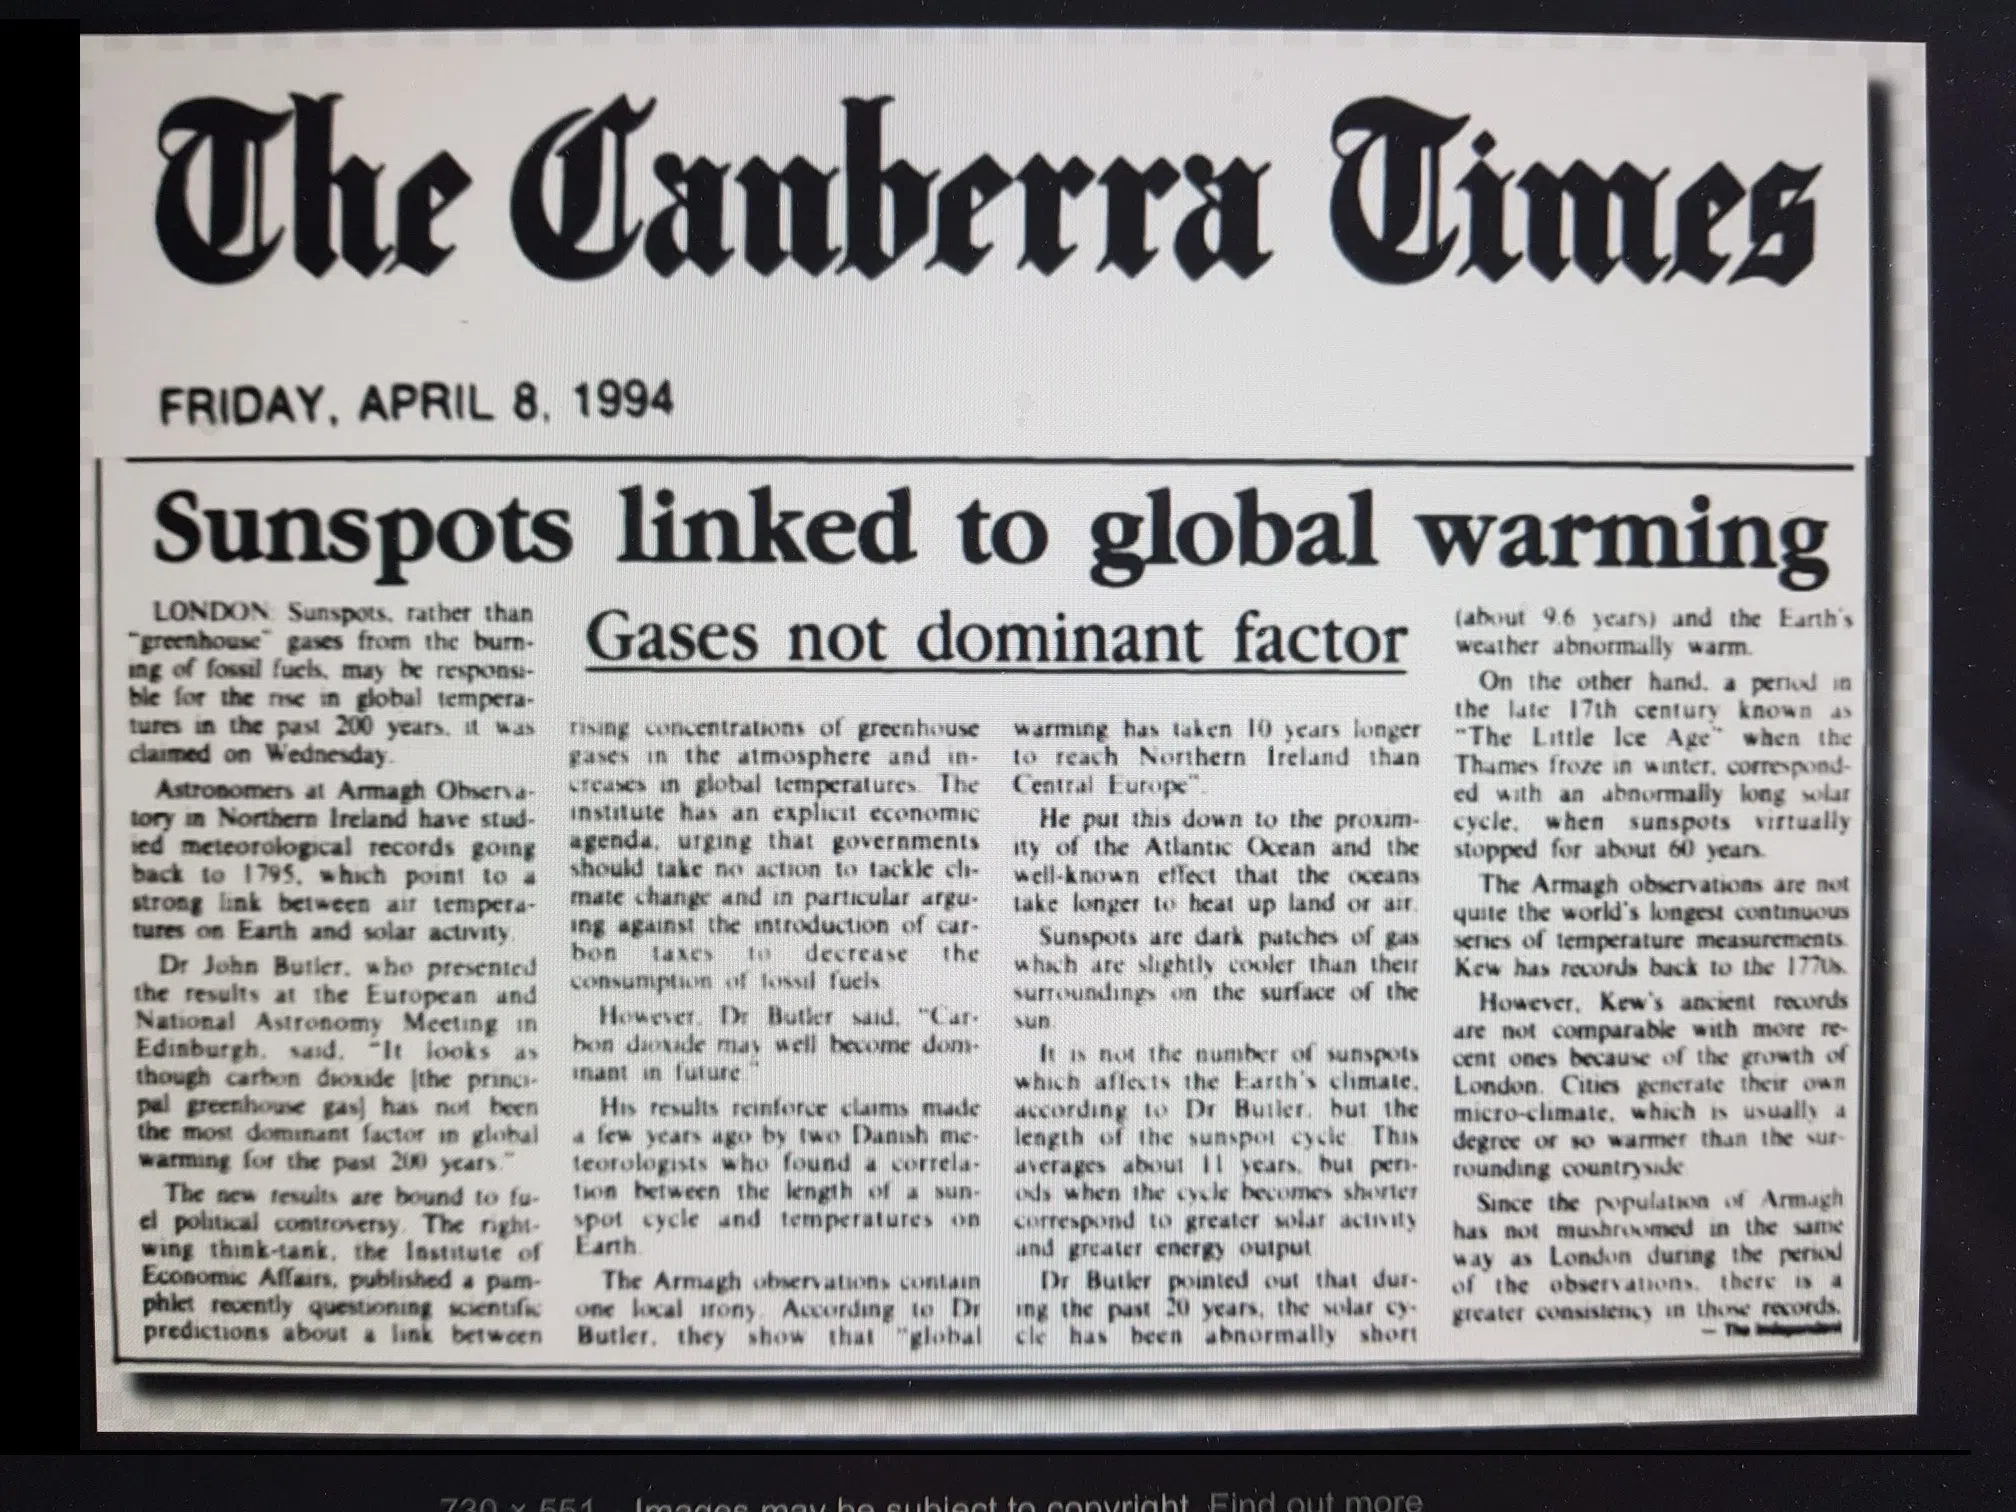 The Canberra Times
FRIDAY, APRIL 8, 1994
Sunspots linked to global warming
Gases not dominant factor
LONDON: Sunspots, rather than
"greenhouse" gases from the burn-
ing of fossil fuels, may be responsi-
ble for the rise in global tempera-
tures in the past 200 years, it was
claimed on Wednesday.
Astronomers at Armagh Observa-
tory in Northern Ireland have stud-
ied meteorological records going
back to 1795, which point to a
strong link between air tempera-
tures on Earth and solar activity.
Dr John Butler, who presented
the results at the European and
National Astronomy Meeting in
Edinburgh, said, "It looks as
though carbon dioxide [the princi-
pal greenhouse gas] has not been
the most dominant factor in global
warming for the past 200 years."
The new results are bound to fu-
el political controversy. The right-
wing think-tank, the Institute of
Economic Affairs, published a pam-
phlet recently questioning scientific
predictions about a link between
rising concentrations of greenhouse
gases in the atmosphere and in-
creases in global temperatures. The
institute has an explicit economic
agenda, urging that governments
should take no action to tackle cli-
mate change and in particular argu-
ing against the introduction of car-
bon taxes to decrease the
consumption of fossil fuels.
However, Dr Butler said, "Car-
bon dioxide may well become dom-
inant in future."
His results reinforce claims made
a few years ago by two Danish me-
teorologists who found a correla-
tion between the length of a sun-
spot cycle and temperatures on
Earth.
The Armagh observations contain
one local irony. According to Dr
Butler, they show that "global
warming has taken 10 years longer
to reach Northern Ireland than
Central Europe".
He put this down to the proxim-
ity of the Atlantic Ocean and the
well-known effect that the oceans
take longer to heat up land or air.
Sunspots are dark patches of gas
which are slightly cooler than their
surroundings on the surface of the
sun.
It is not the number of sunspots
which affects the Earth's climate,
according to Dr Butler, but the
length of the sunspot cycle. This
averages about 11 years, but peri-
ods when the cycle becomes shorter
correspond to greater solar activity
and greater energy output.
Dr Butler pointed out that dur-
ing the past 20 years, the solar cy-
cle has been abnormally short
(about 9.6 years) and the Earth's
weather abnormally warm.
On the other hand, a period in
the late 17th century known as
"The Little Ice Age" when the
Thames froze in winter, correspond-
ed with an abnormally long solar
cycle, when sunspots virtually
stopped for about 60 years.
The Armagh observations are not
quite the world's longest continuous
series of temperature measurements.
Kew has records back to the 1770s.
However, Kew's ancient records
are not comparable with more re-
cent ones because of the growth of
London. Cities generate their own
micro-climate, which is usually a
degree or so warmer than the sur-
rounding countryside.
Since the population of Armagh
has not mushroomed in the same
way as London during the period
of the observations, there is a
greater consistency in those records.
— The Independent
730 × 551 Images may be subject to copyright. Find out more